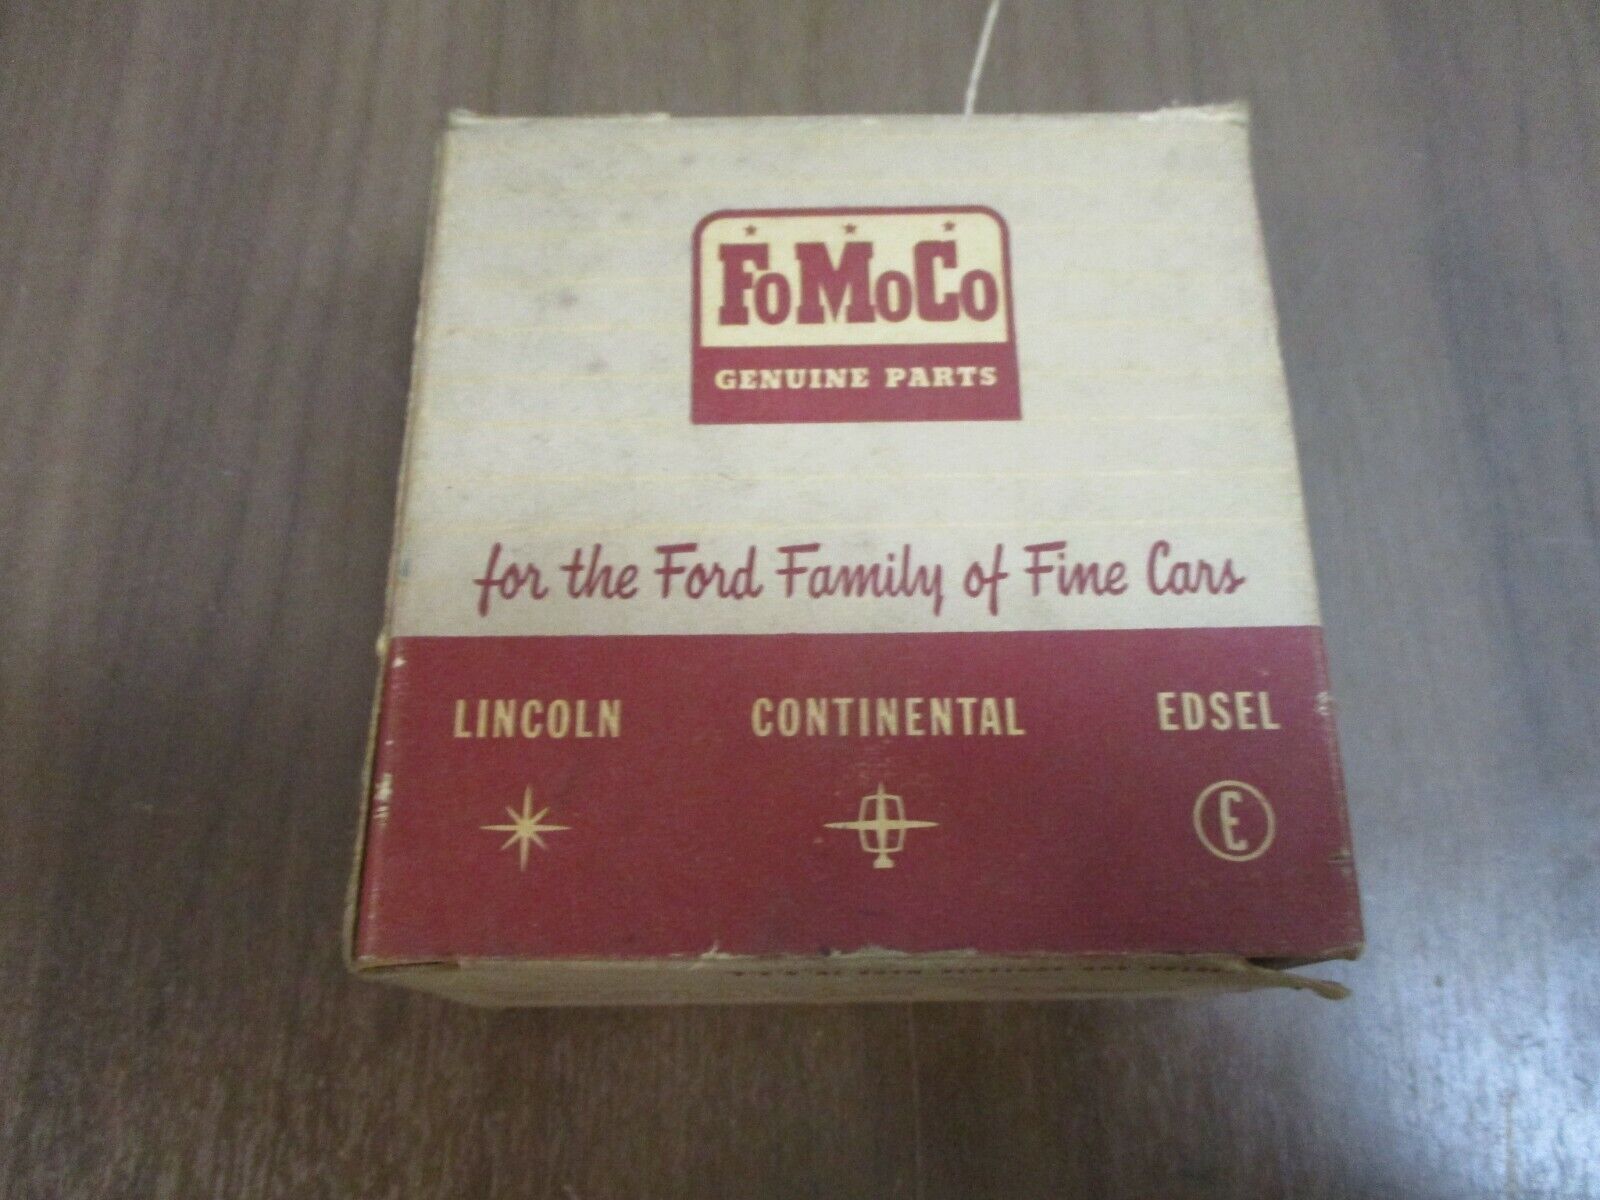 FoMoCo
GENUINE PARTS
for the Ford Family of Fine Cars
LINCOLN CONTINENTAL EDSEL
E